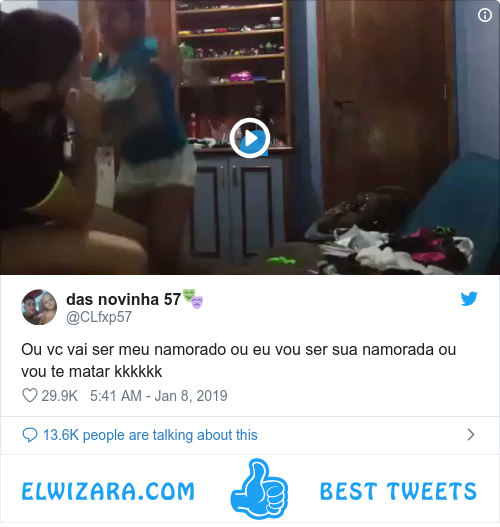 das novinha 57🎭
@CLfxp57
Ou vc vai ser meu namorado ou eu vou ser sua namorada ou
vou te matar kkkkkk
29.9K 5:41 AM - Jan 8, 2019
13.6K people are talking about this
ELWIZARA.COM BEST TWEETS